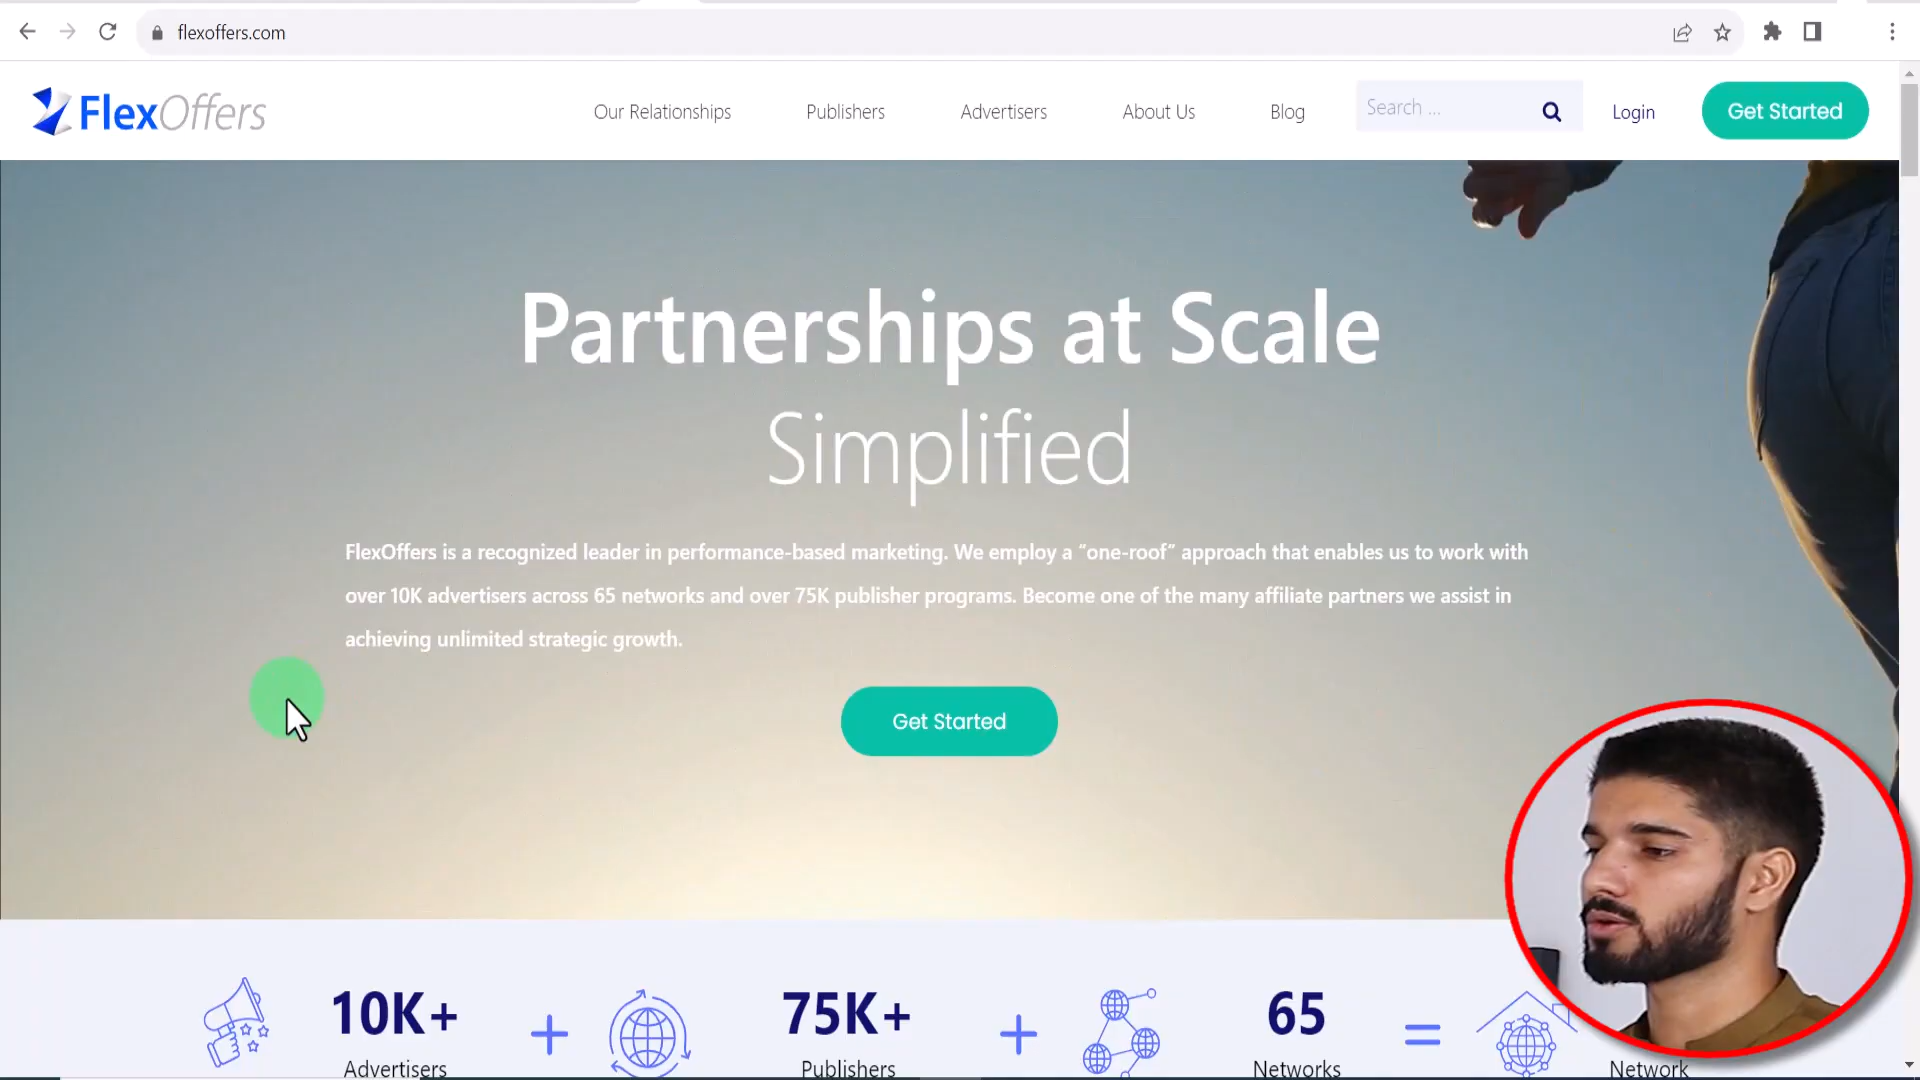 flexoffers.com
FlexOffers
Our Relationships
Publishers
Advertisers
About Us
Blog
Search ...
Login
Get Started
Partnerships at Scale
Simplified
FlexOffers is a recognized leader in performance-based marketing. We employ a “one-roof” approach that enables us to work with
over 10K advertisers across 65 networks and over 75K publisher programs. Become one of the many affiliate partners we assist in
achieving unlimited strategic growth.
Get Started
10K+
Advertisers
+
75K+
Publishers
+
65
Networks
=
Network